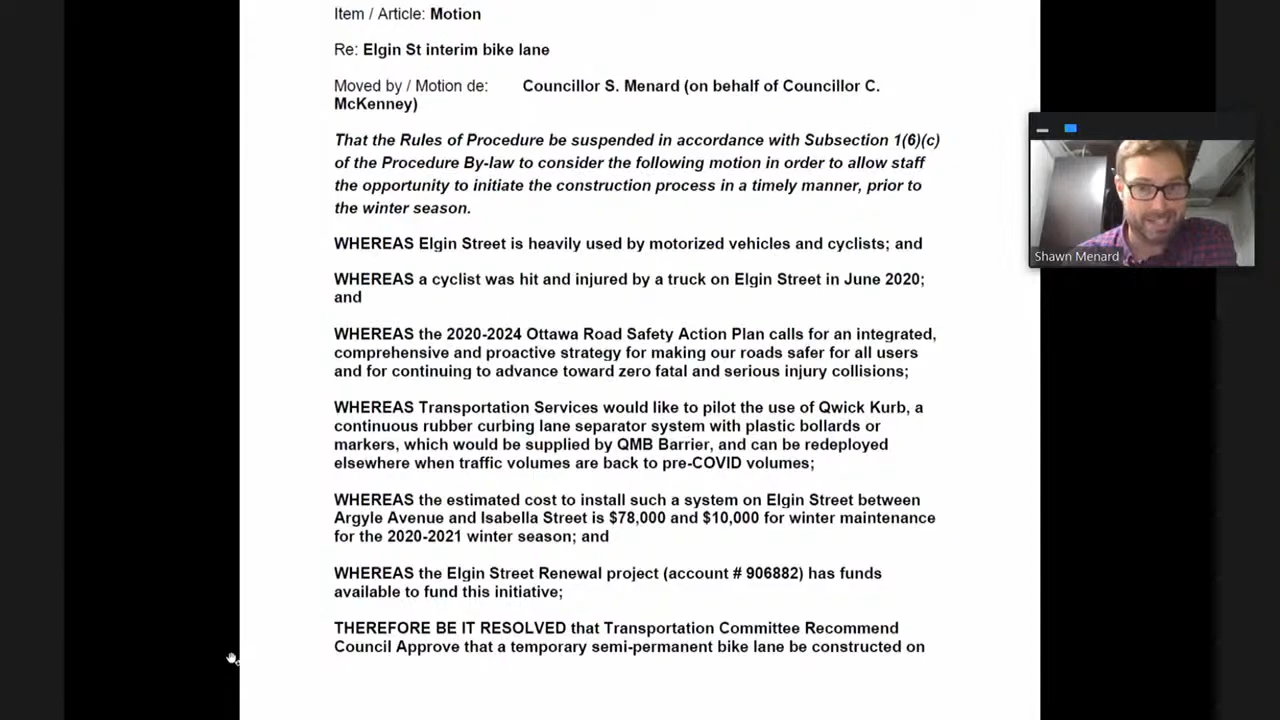 Item / Article: Motion
Re: Elgin St interim bike lane
Moved by / Motion de: Councillor S. Menard (on behalf of Councillor C.
McKenney)
That the Rules of Procedure be suspended in accordance with Subsection 1(6)(c)
of the Procedure By-law to consider the following motion in order to allow staff
the opportunity to initiate the construction process in a timely manner, prior to
the winter season.
WHEREAS Elgin Street is heavily used by motorized vehicles and cyclists; and
WHEREAS a cyclist was hit and injured by a truck on Elgin Street in June 2020;
and
WHEREAS the 2020-2024 Ottawa Road Safety Action Plan calls for an integrated,
comprehensive and proactive strategy for making our roads safer for all users
and for continuing to advance toward zero fatal and serious injury collisions;
WHEREAS Transportation Services would like to pilot the use of Qwick Kurb, a
continuous rubber curbing lane separator system with plastic bollards or
markers, which would be supplied by QMB Barrier, and can be redeployed
elsewhere when traffic volumes are back to pre-COVID volumes;
WHEREAS the estimated cost to install such a system on Elgin Street between
Argyle Avenue and Isabella Street is $78,000 and $10,000 for winter maintenance
for the 2020-2021 winter season; and
WHEREAS the Elgin Street Renewal project (account # 906882) has funds
available to fund this initiative;
THEREFORE BE IT RESOLVED that Transportation Committee Recommend
Council Approve that a temporary semi-permanent bike lane be constructed on
Shawn Menard